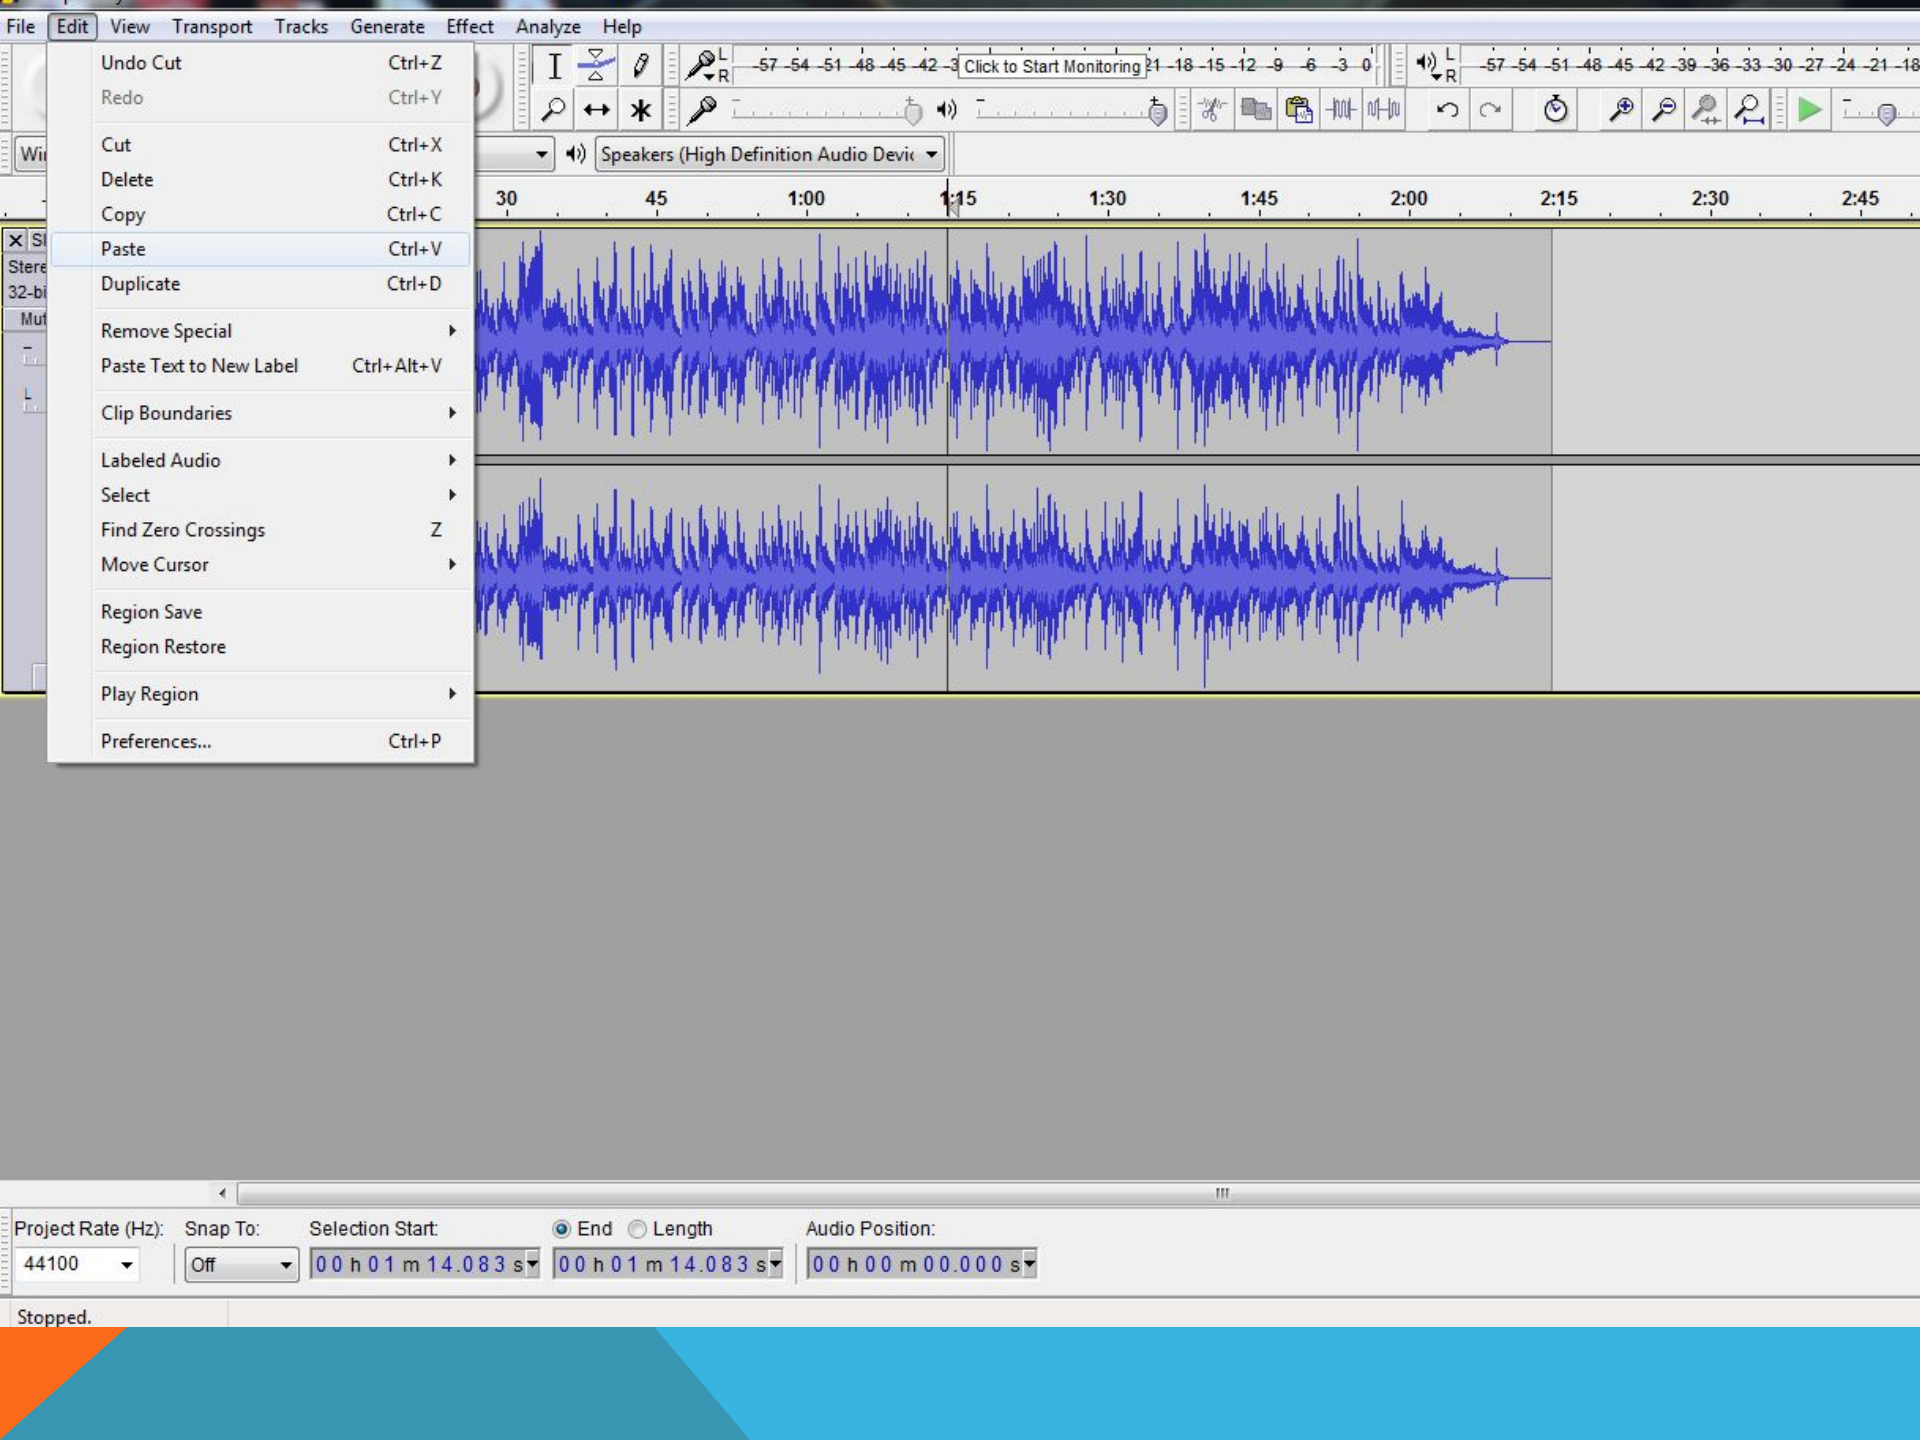 File Edit View Transport Tracks Generate Effect Analyze Help
Undo Cut Ctrl+Z
Redo Ctrl+Y
Cut Ctrl+X
Delete Ctrl+K
Copy Ctrl+C
Paste Ctrl+V
Duplicate Ctrl+D
Remove Special
Paste Text to New Label Ctrl+Alt+V
Clip Boundaries
Labeled Audio
Select
Find Zero Crossings Z
Move Cursor
Region Save
Region Restore
Play Region
Preferences... Ctrl+P
L
R
-57 -54 -51 -48 -45 -42 -3 Click to Start Monitoring 21 -18 -15 -12 -9 -6 -3 0
L
R
-57 -54 -51 -48 -45 -42 -39 -36 -33 -30 -27 -24 -21 -18
Speakers (High Definition Audio Devic
30 45 1:00 1:15 1:30 1:45 2:00 2:15 2:30 2:45
L
Project Rate (Hz): Snap To: Selection Start: End Length Audio Position:
44100 Off 00 h 01 m 14.083 s 00 h 01 m 14.083 s 00 h 00 m 00.000 s
Stopped.